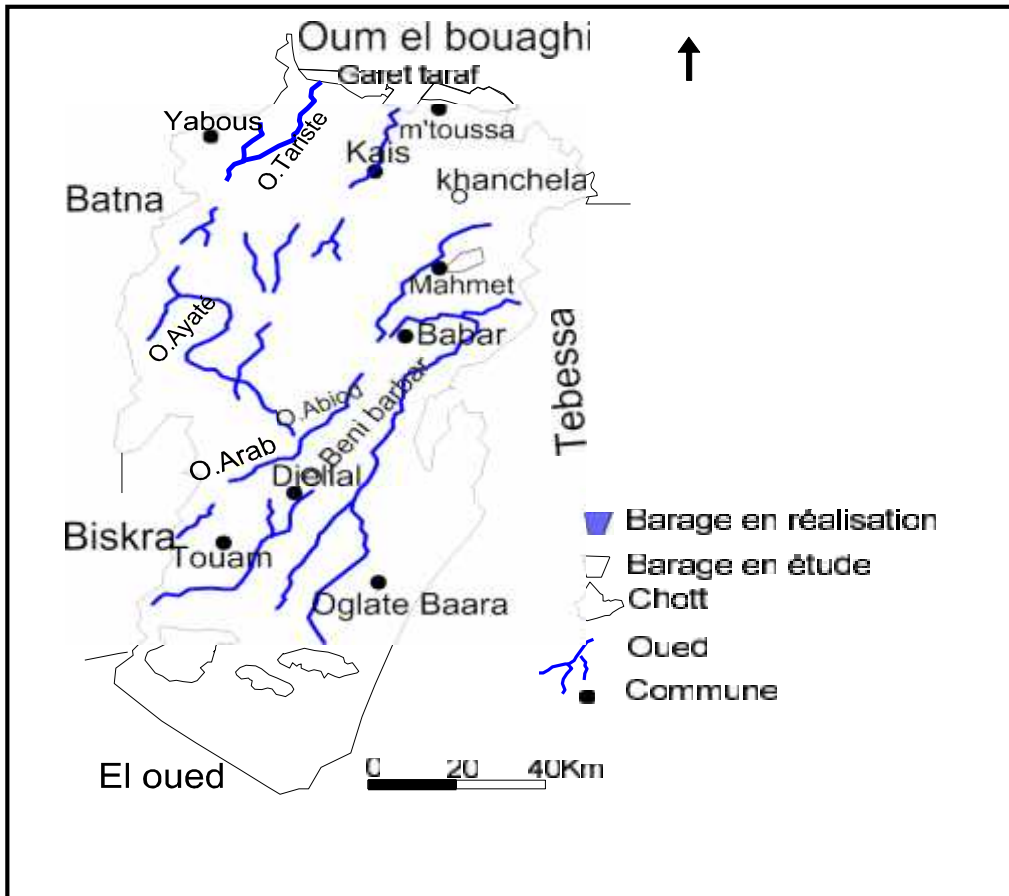 Oum el bouaghi
Garet taraf
Yabous
m'toussa
O.Tariste
Kais
khanchela
Batna
Mahmet
O.Ayate
Babar
Tebessa
O.Abiod
O.Beni barbar
O.Arab
Djellal
Biskra
Touam
Oglate Baara
Barage en réalisation
Barage en étude
Chott
Oued
Commune
El oued
0 20 40Km